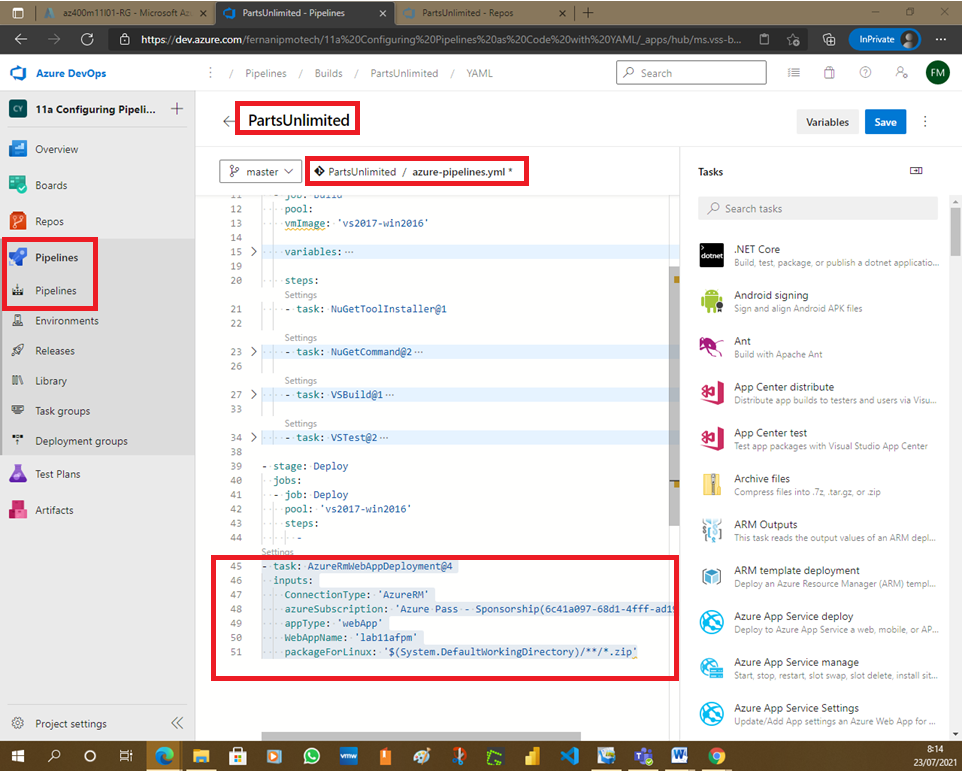 az400m11l01-RG - Microsoft Az
PartsUnlimited - Pipelines
PartsUnlimited - Repos
https://dev.azure.com/fernanipmotech/11a%20Configuring%20Pipelines%20as%20Code%20with%20YAML/_apps/hub/ms.vss-b...
InPrivate
Azure DevOps
/ Pipelines / Builds / PartsUnlimited / YAML
Search
FM
CY 11a Configuring Pipeli...
Overview
Boards
Repos
Pipelines
Pipelines
Environments
Releases
Library
Task groups
Deployment groups
Test Plans
Artifacts
Project settings
PartsUnlimited
Variables
Save
master
PartsUnlimited / azure-pipelines.yml *
11 - job: Build
12 pool:
13 vmImage: 'vs2017-win2016'
14
15 variables:...
19
20 steps:
Settings
21 - task: NuGetToolInstaller@1
22
Settings
23 - task: NuGetCommand@2...
26
Settings
27 - task: VSBuild@1...
33
Settings
34 - task: VSTest@2...
38
39 - stage: Deploy
40 jobs:
41 - job: Deploy
42 pool: 'vs2017-win2016'
43 steps:
44 -
Settings
45 - task: AzureRmWebAppDeployment@4
46 inputs:
47 ConnectionType: 'AzureRM'
48 azureSubscription: 'Azure Pass - Sponsorship(6c41a097-68d1-4fff-ad19
49 appType: 'webApp'
50 WebAppName: 'lab11afpm'
51 packageForLinux: '$(System.DefaultWorkingDirectory)/**/*.zip'
Tasks
Search tasks
dotnet
.NET Core
Build, test, package, or publish a dotnet applicatio...
Android signing
Sign and align Android APK files
Ant
Build with Apache Ant
App Center distribute
Distribute app builds to testers and users via Visu...
App Center test
Test app packages with Visual Studio App Center
Archive files
Compress files into .7z, .tar.gz, or .zip
ARM Outputs
This task reads the output values of an ARM depl...
ARM template deployment
Deploy an Azure Resource Manager (ARM) templ...
Azure App Service deploy
Deploy to Azure App Service a web, mobile, or AP...
Azure App Service manage
Start, stop, restart, slot swap, slot delete, install sit...
Azure App Service Settings
Update/Add App settings an Azure Web App for ...
vmw
8:14
23/07/2021